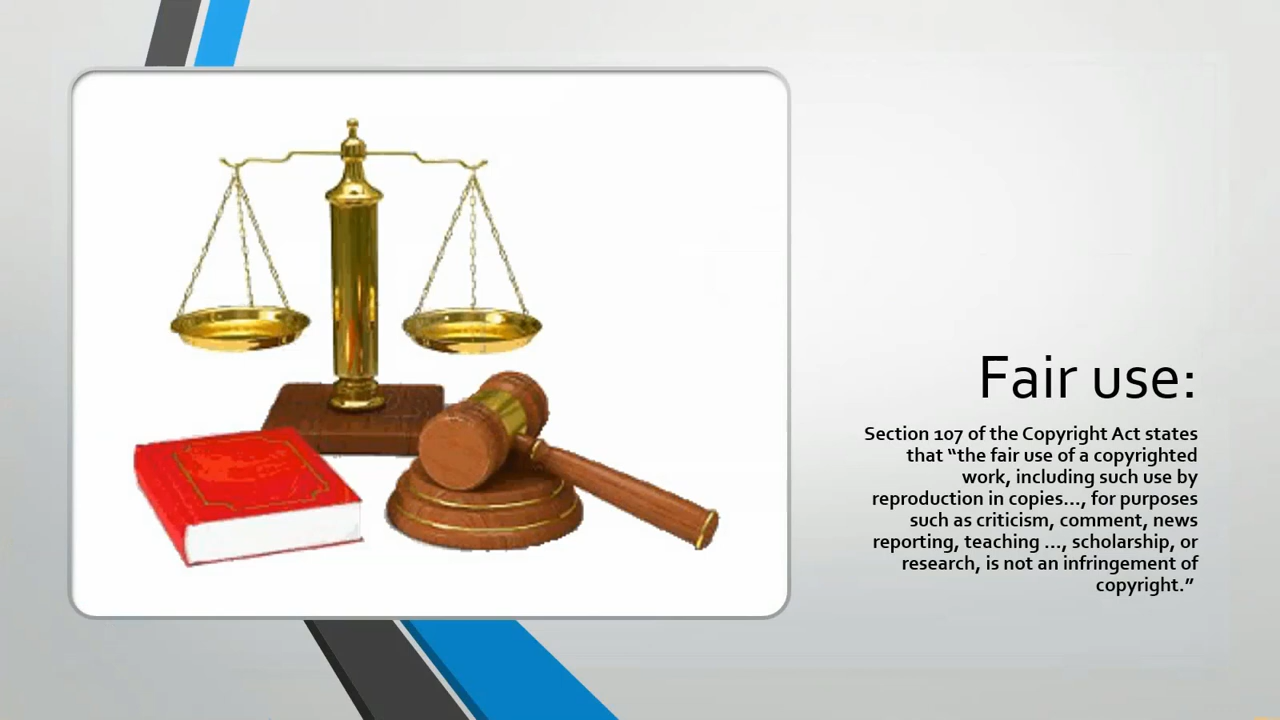 Fair use:
Section 107 of the Copyright Act states
that “the fair use of a copyrighted
work, including such use by
reproduction in copies..., for purposes
such as criticism, comment, news
reporting, teaching ..., scholarship, or
research, is not an infringement of
copyright.”